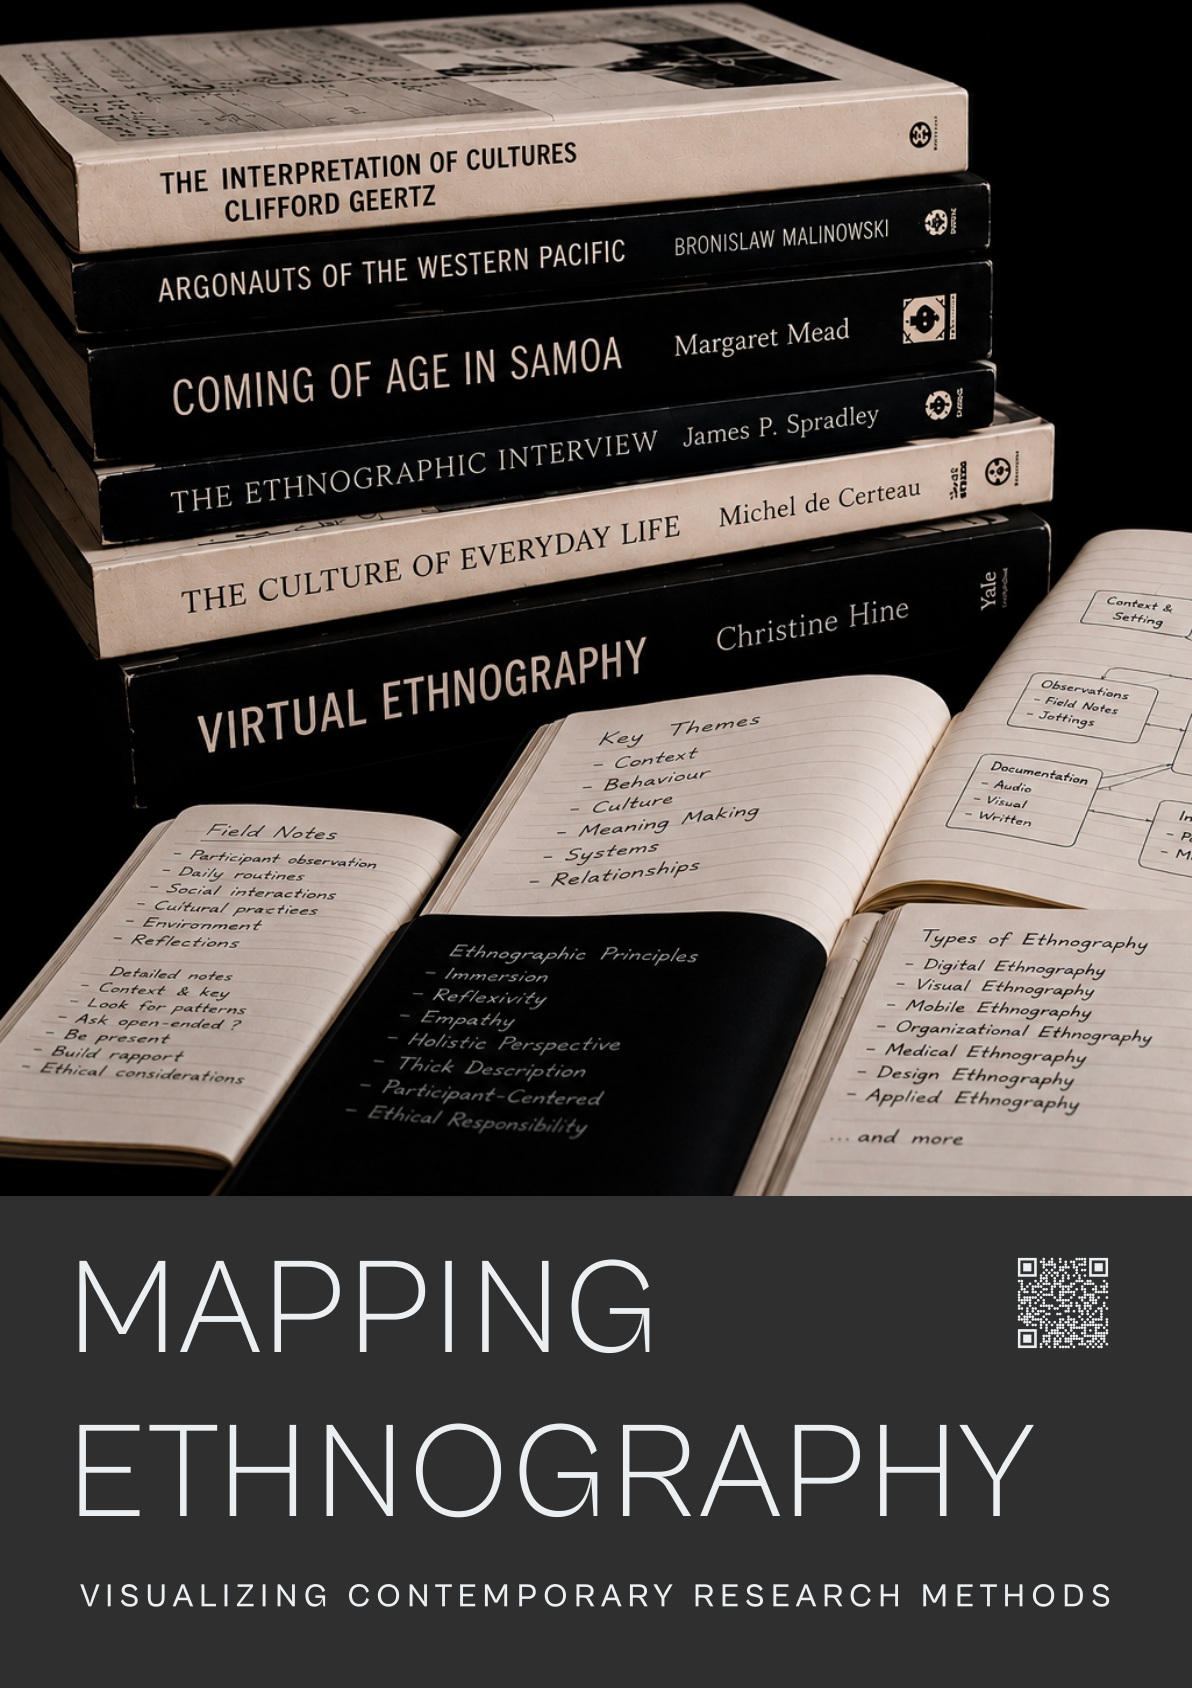 THE INTERPRETATION OF CULTURES
CLIFFORD GEERTZ
ARGONAUTS OF THE WESTERN PACIFIC BRONISLAW MALINOWSKI
COMING OF AGE IN SAMOA Margaret Mead
THE ETHNOGRAPHIC INTERVIEW James P. Spradley
THE CULTURE OF EVERYDAY LIFE Michel de Certeau
VIRTUAL ETHNOGRAPHY Christine Hine Yale
Context &
Setting
Observations
- Field Notes
- Jottings
Documentation
- Audio
- Visual
- Written
Key Themes
- Context
- Behaviour
- Culture
- Meaning Making
- Systems
- Relationships
Field Notes
- Participant observation
- Daily routines
- Social interactions
- Cultural practices
- Environment
- Reflections
Detailed notes
- Context & key
- Look for patterns
- Ask open-ended ?
- Be present
- Build rapport
- Ethical considerations
Ethnographic Principles
- Immersion
- Reflexivity
- Empathy
- Holistic Perspective
- Thick Description
- Participant-Centered
- Ethical Responsibility
Types of Ethnography
- Digital Ethnography
- Visual Ethnography
- Mobile Ethnography
- Organizational Ethnography
- Medical Ethnography
- Design Ethnography
- Applied Ethnography
... and more
MAPPING
ETHNOGRAPHY
VISUALIZING CONTEMPORARY RESEARCH METHODS